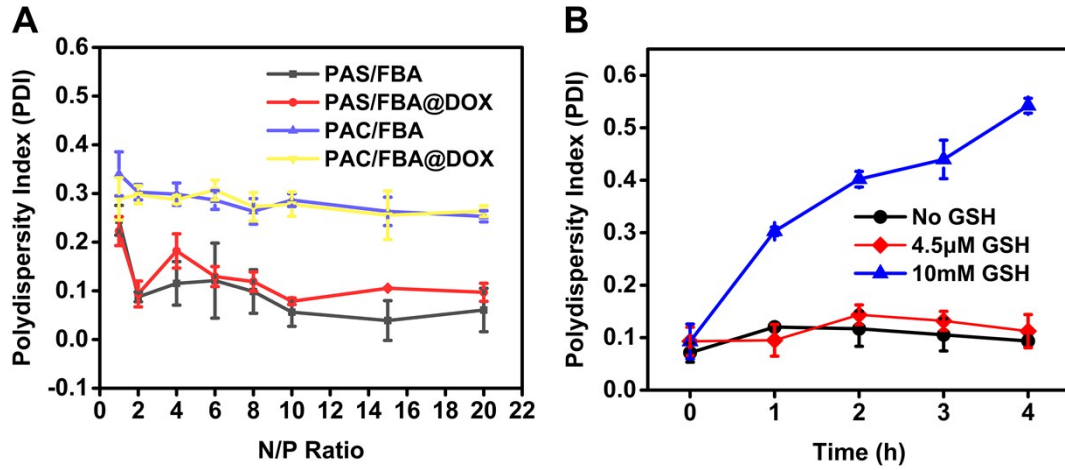 A
Polydispersity Index (PDI)
0.6
0.5
0.4
0.3
0.2
0.1
0.0
-0.1
PAS/FBA
PAS/FBA@DOX
PAC/FBA
PAC/FBA@DOX
0 2 4 6 8 10 12 14 16 18 20 22
N/P Ratio
B
Polydispersity Index (PDI)
0.6
0.5
0.4
0.3
0.2
0.1
0.0
No GSH
4.5μM GSH
10mM GSH
0 1 2 3 4
Time (h)